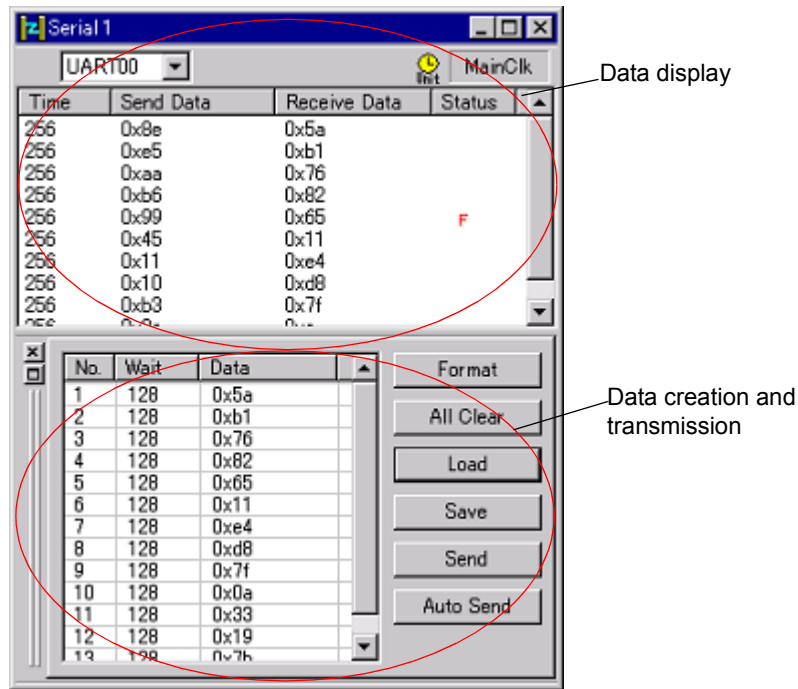 Serial 1
UART00 Init MainClk
Data display
Time Send Data Receive Data Status
256 0x8e 0x5a
256 0xe5 0xb1
256 0xaa 0x76
256 0xb6 0x82
256 0x99 0x65 F
256 0x45 0x11
256 0x11 0xe4
256 0x10 0xd8
256 0xb3 0x7f
No. Wait Data
1 128 0x5a
2 128 0xb1
3 128 0x76
4 128 0x82
5 128 0x65
6 128 0x11
7 128 0xe4
8 128 0xd8
9 128 0x7f
10 128 0x0a
11 128 0x33
12 128 0x19
13 128 0x7b
Format
All Clear
Load
Save
Send
Auto Send
Data creation and
transmission